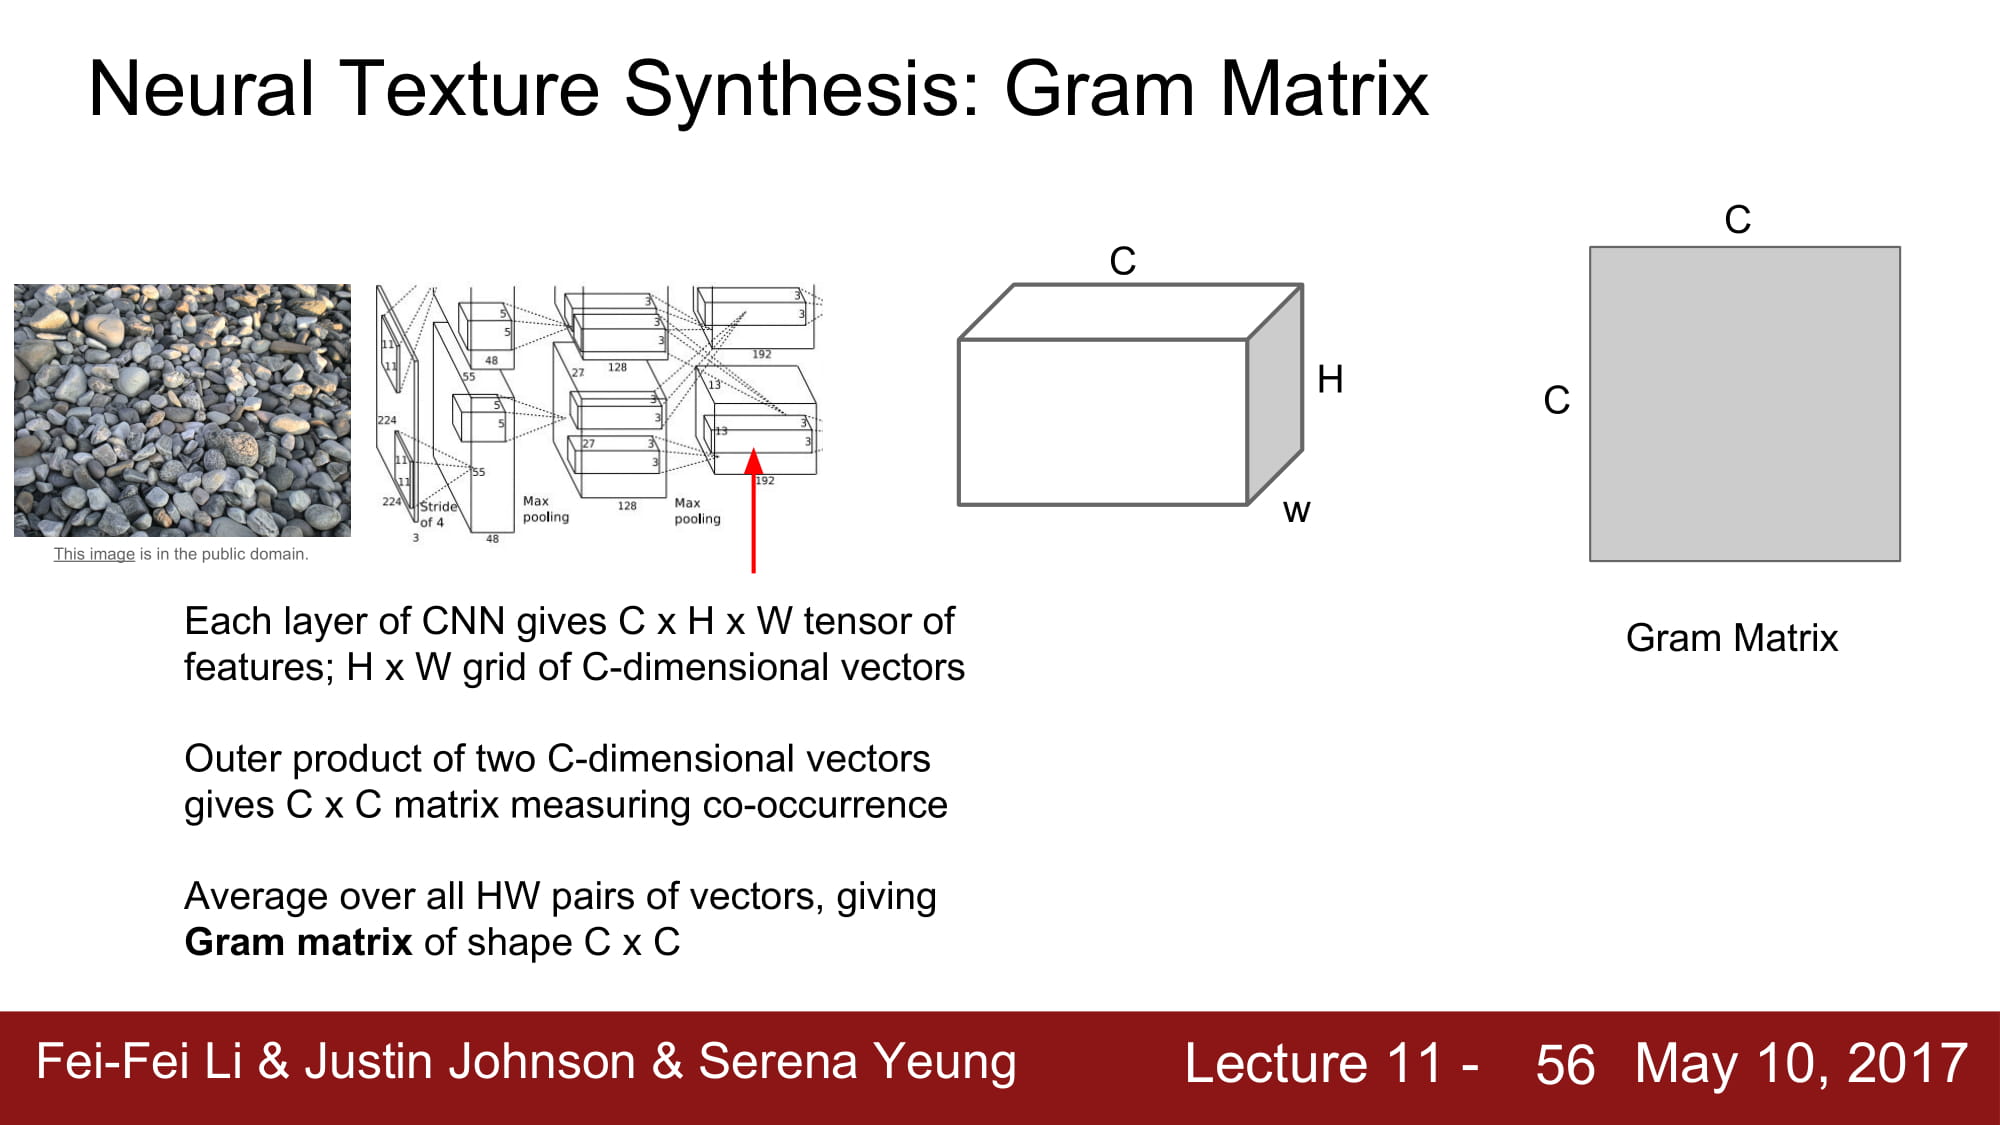 Neural Texture Synthesis: Gram Matrix
This image is in the public domain.
11
11
224
11
11
224
3
Stride
of 4
5
5
48
55
5
5
55
48
Max
pooling
3
3
3
128
27
3
3
27
3
3
128
Max
pooling
3
3
192
13
3
3
13
192
C
H
W
C
C
Gram Matrix
Each layer of CNN gives C x H x W tensor of
features; H x W grid of C-dimensional vectors
Outer product of two C-dimensional vectors
gives C x C matrix measuring co-occurrence
Average over all HW pairs of vectors, giving
Gram matrix of shape C x C
Fei-Fei Li & Justin Johnson & Serena Yeung
Lecture 11 - 56 May 10, 2017